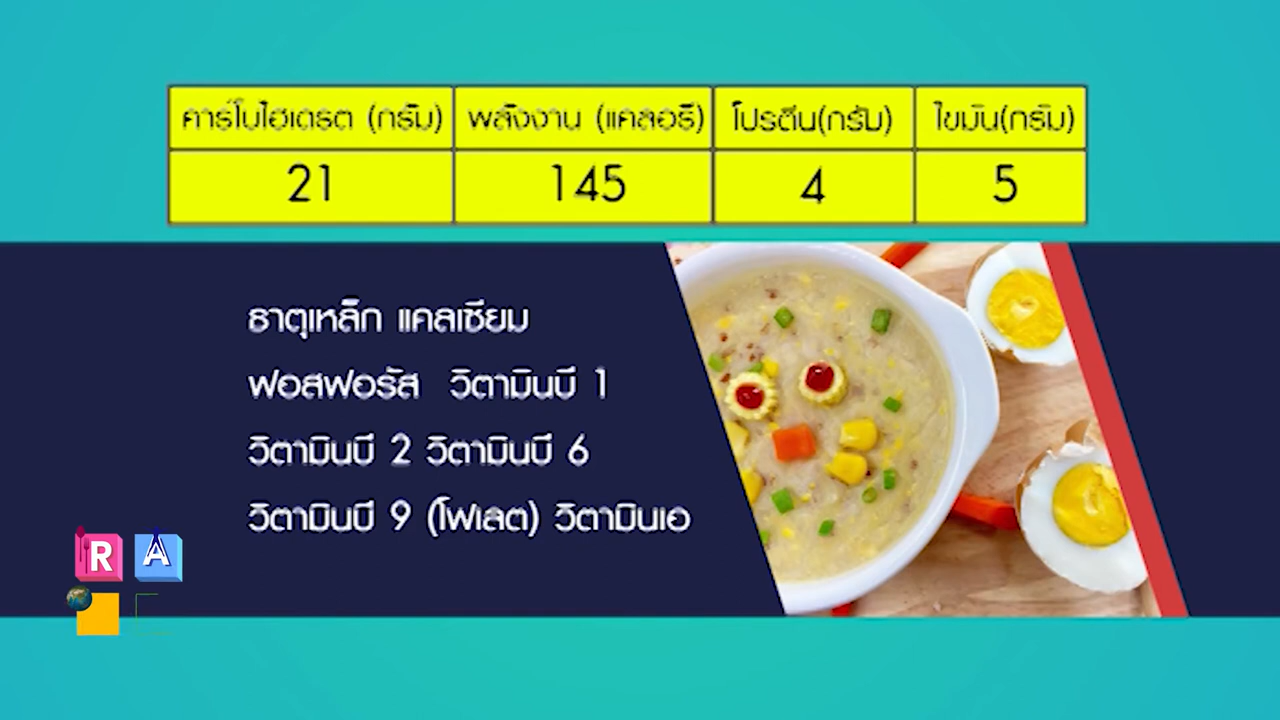 คาร์โบไฮเดรต (กรัม) พลังงาน (แคลอรี) โปรตีน(กรัม) ไขมัน(กรัม)
21 145 4 5
ธาตุเหล็ก แคลเซียม
ฟอสฟอรัส วิตามินบี 1
วิตามินบี 2 วิตามินบี 6
วิตามินบี 9 (โฟเลต) วิตามินเอ
R A